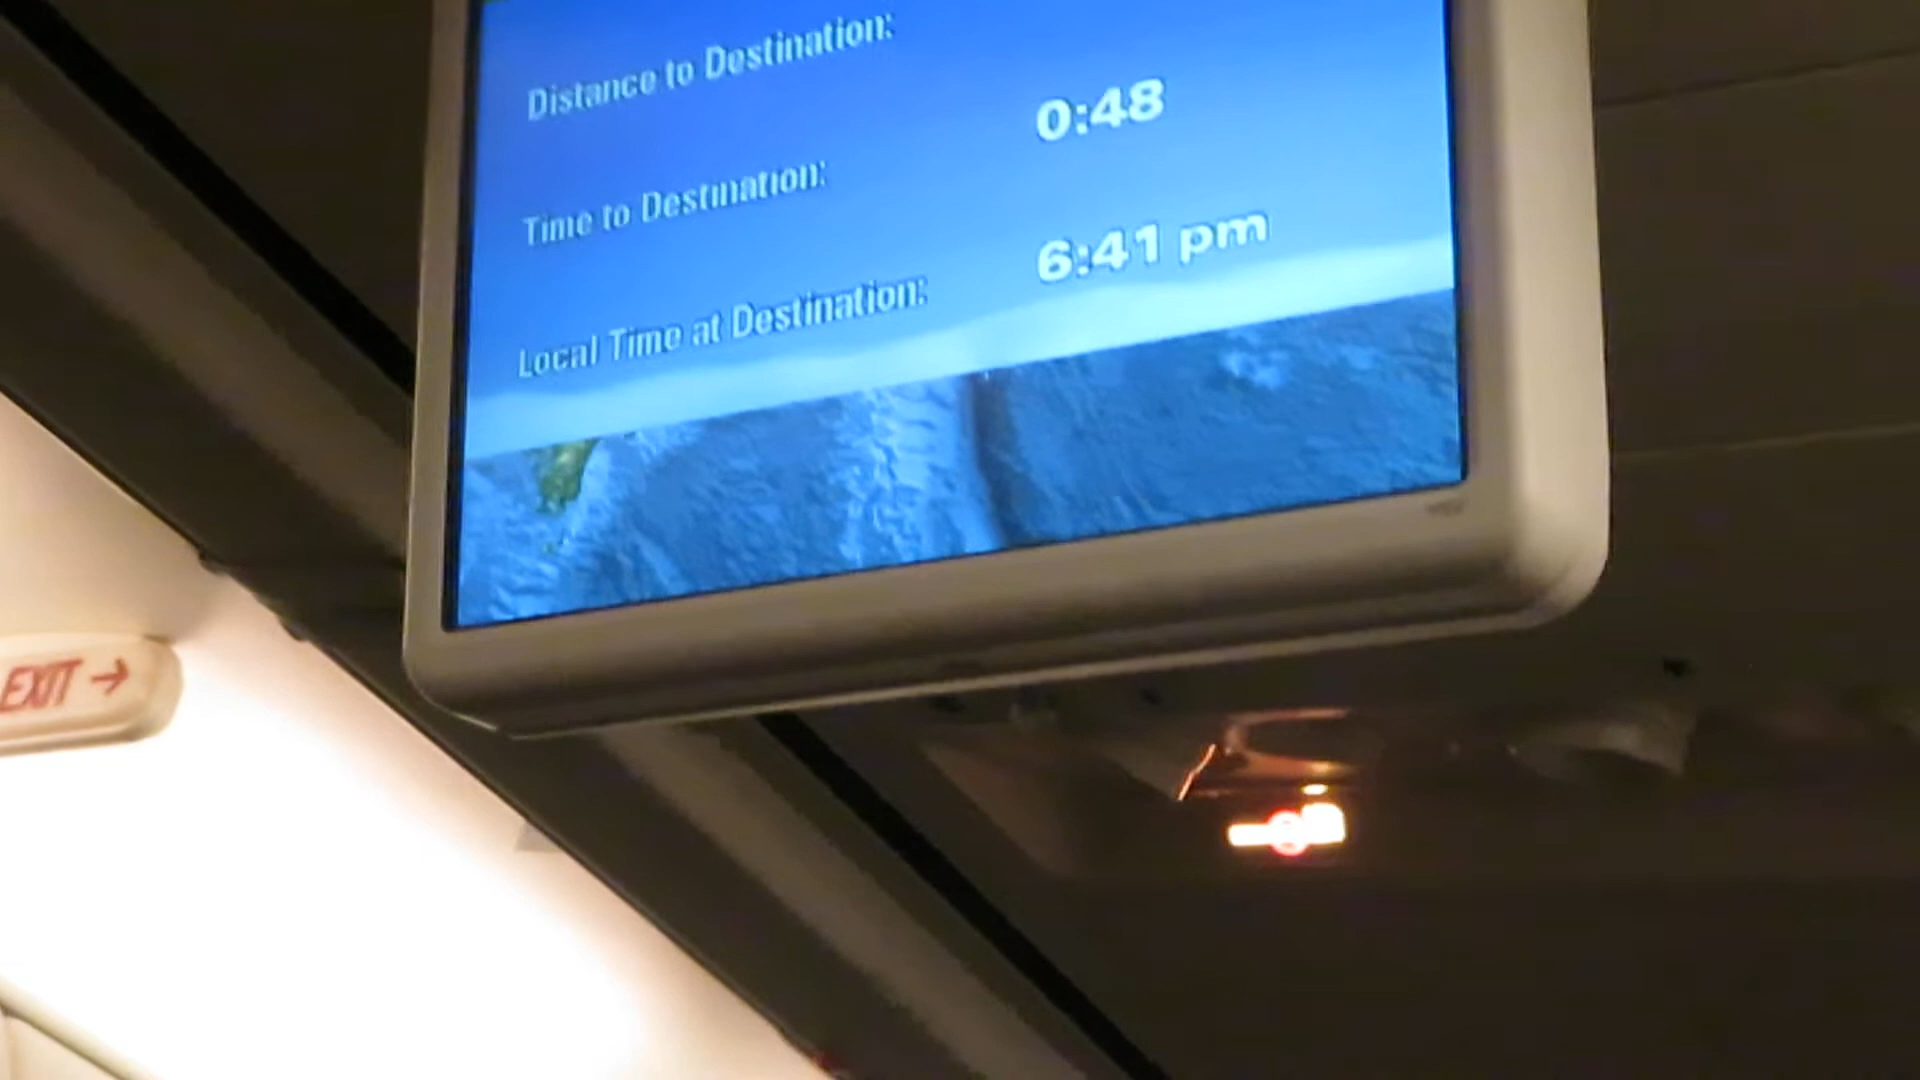 Distance to Destination:
Time to Destination: 0:48
Local Time at Destination: 6:41 pm
EXIT →